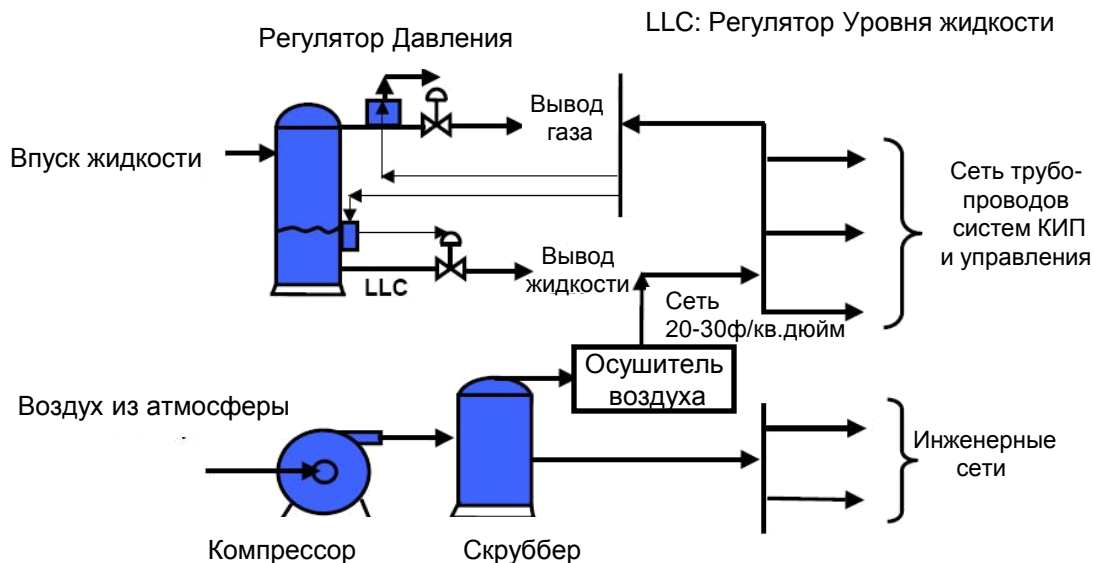 LLC: Регулятор Уровня жидкости
Регулятор Давления
Вывод
газа
Впуск жидкости
Сеть трубо-
проводов
систем КИП
и управления
Вывод
жидкости
LLC
Сеть
20-30ф/кв.дюйм
Осушитель
воздуха
Воздух из атмосферы
Инженерные
сети
Компрессор
Скруббер